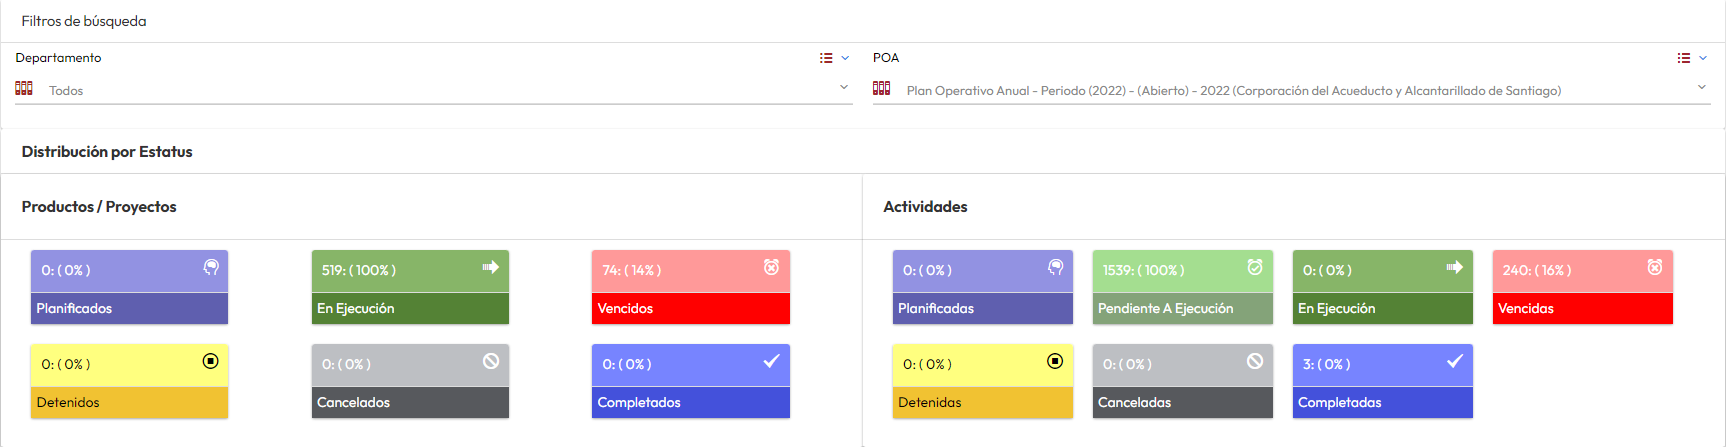 Filtros de búsqueda
Departamento
Todos
POA
Plan Operativo Anual - Periodo (2022) - (Abierto) - 2022 (Corporación del Acueducto y Alcantarillado de Santiago)
Distribución por Estatus
Productos / Proyectos
0: ( 0% )
Planificados
519: ( 100% )
En Ejecución
74: ( 14% )
Vencidos
0: ( 0% )
Detenidos
0: ( 0% )
Cancelados
0: ( 0% )
Completados
Actividades
0: ( 0% )
Planificadas
1539: ( 100% )
Pendiente A Ejecución
0: ( 0% )
En Ejecución
240: ( 16% )
Vencidas
0: ( 0% )
Detenidas
0: ( 0% )
Canceladas
3: ( 0% )
Completadas